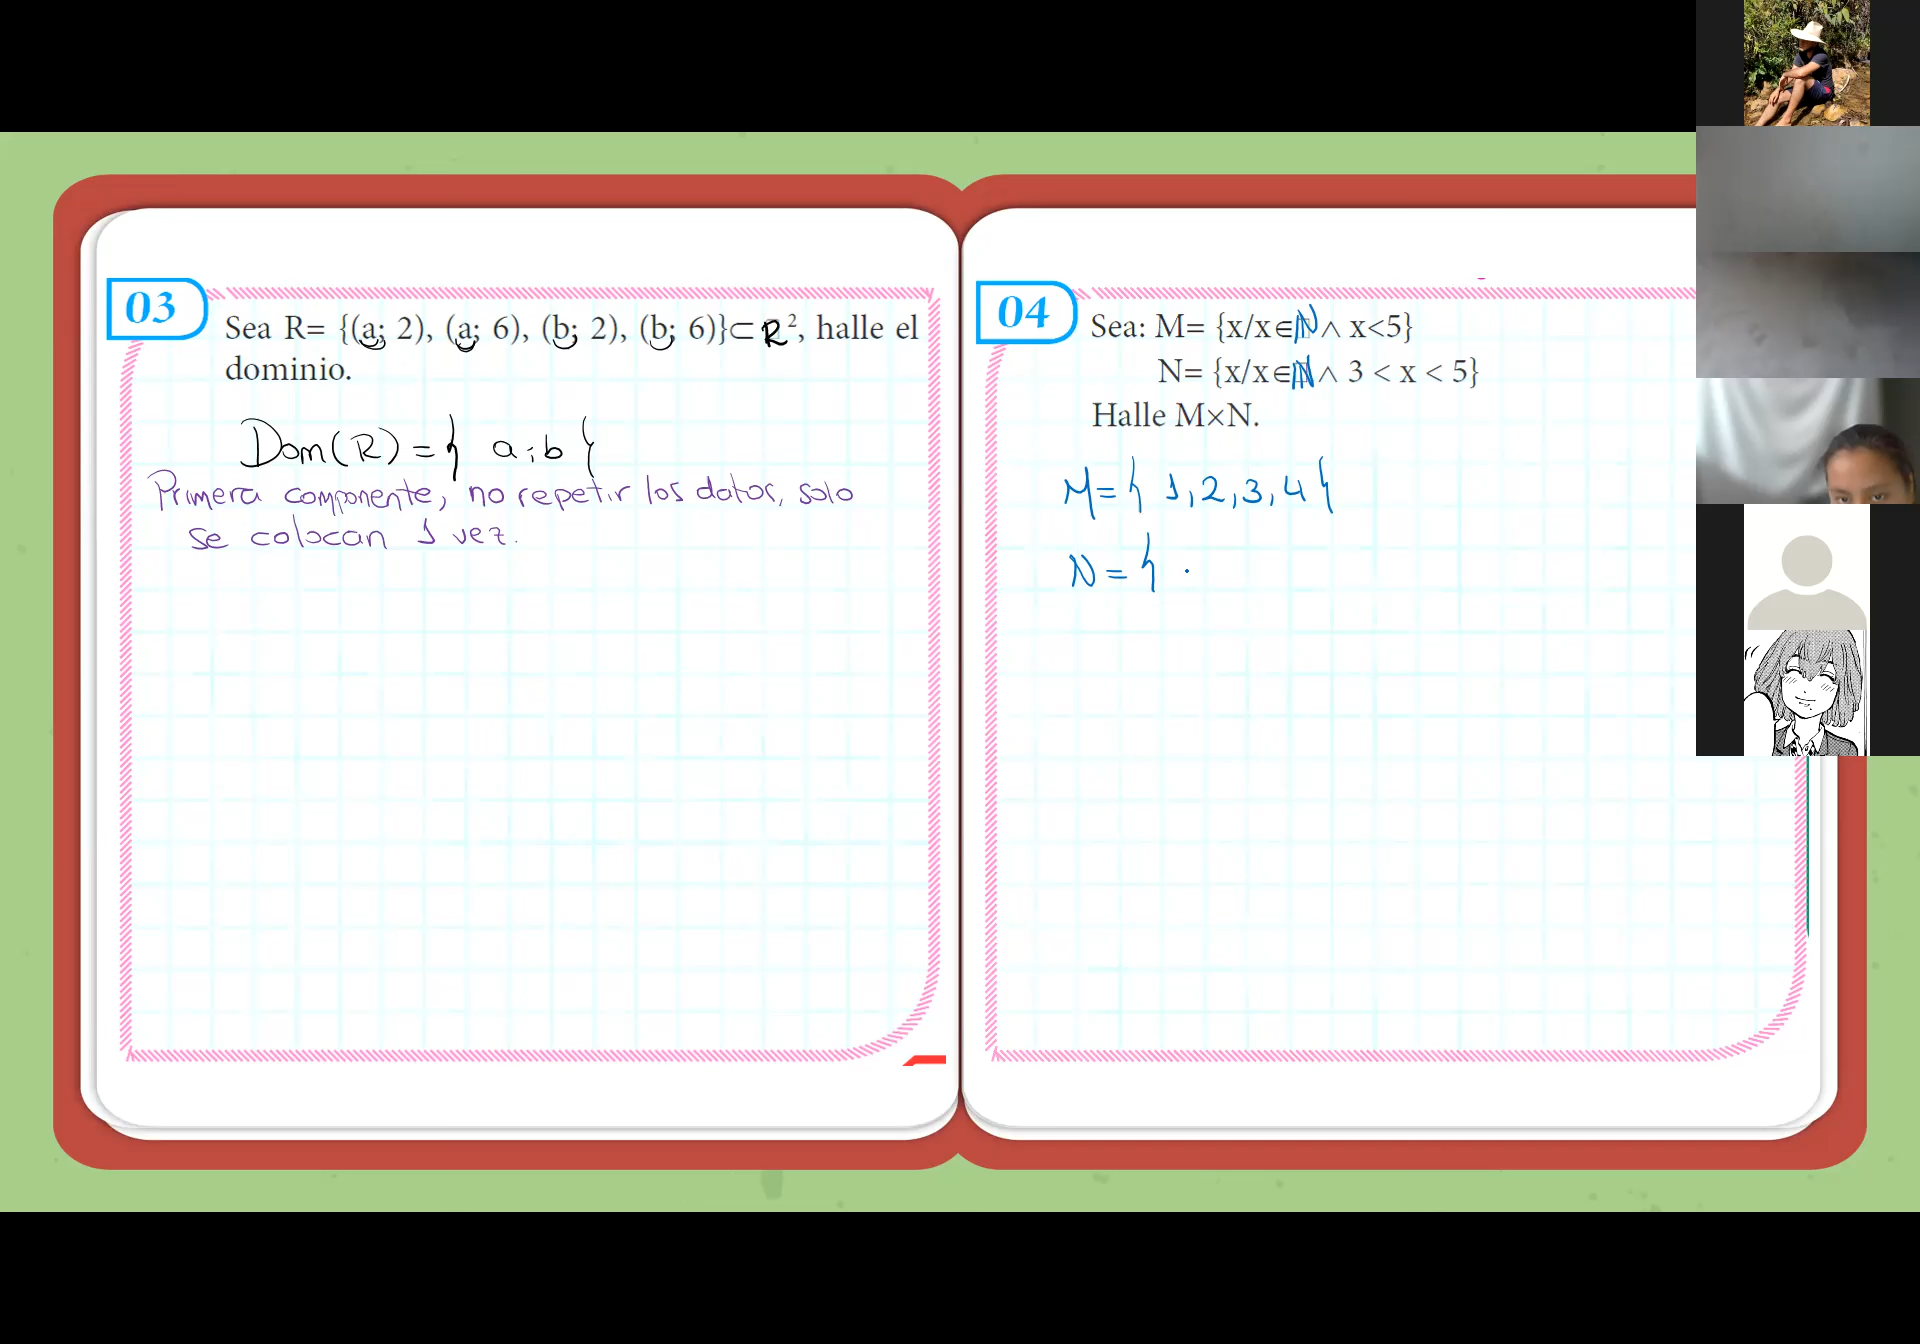 03
Sea R= {(a; 2), (a; 6), (b; 2), (b; 6)}⊂ R², halle el
dominio.
Dom(R) = { a ; b }
Primera componente, no repetir los datos, solo
se colocan 1 vez.
04
Sea: M= {x/x∈N ∧ x<5}
N= {x/x∈N ∧ 3 < x < 5}
Halle M×N.
M= { 1, 2, 3, 4 }
N = { .